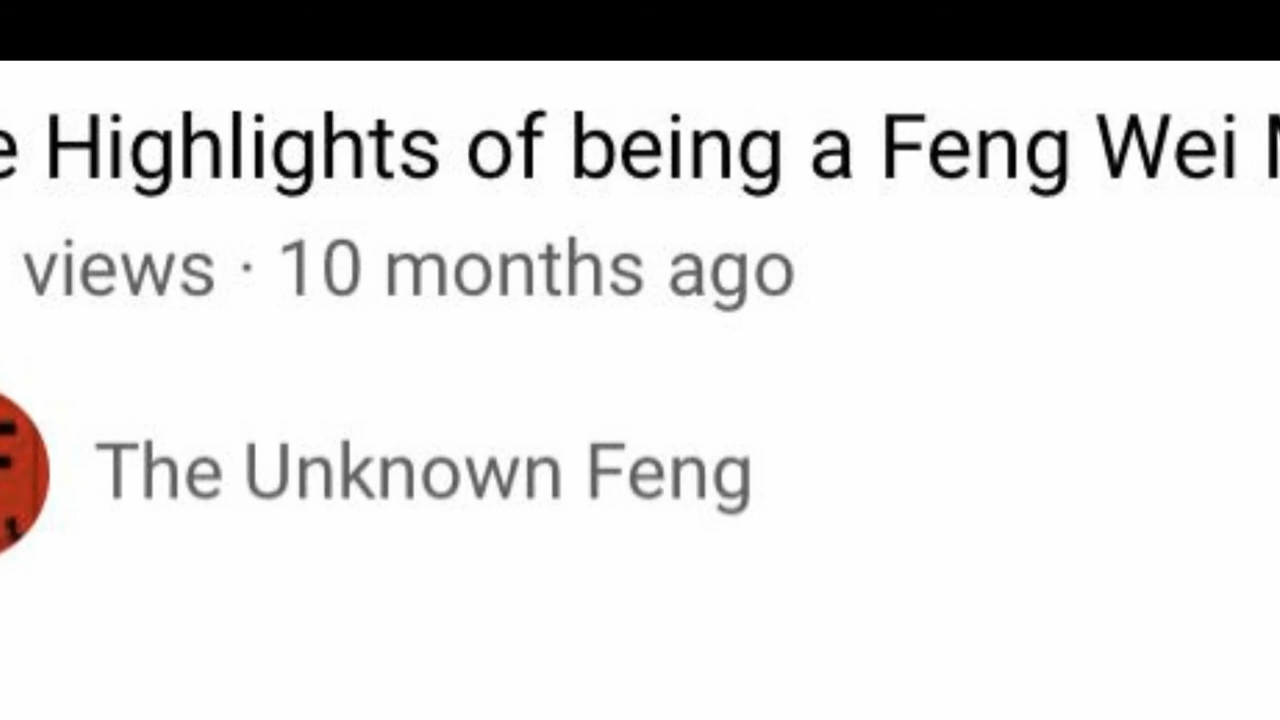 e Highlights of being a Feng Wei
views · 10 months ago
The Unknown Feng